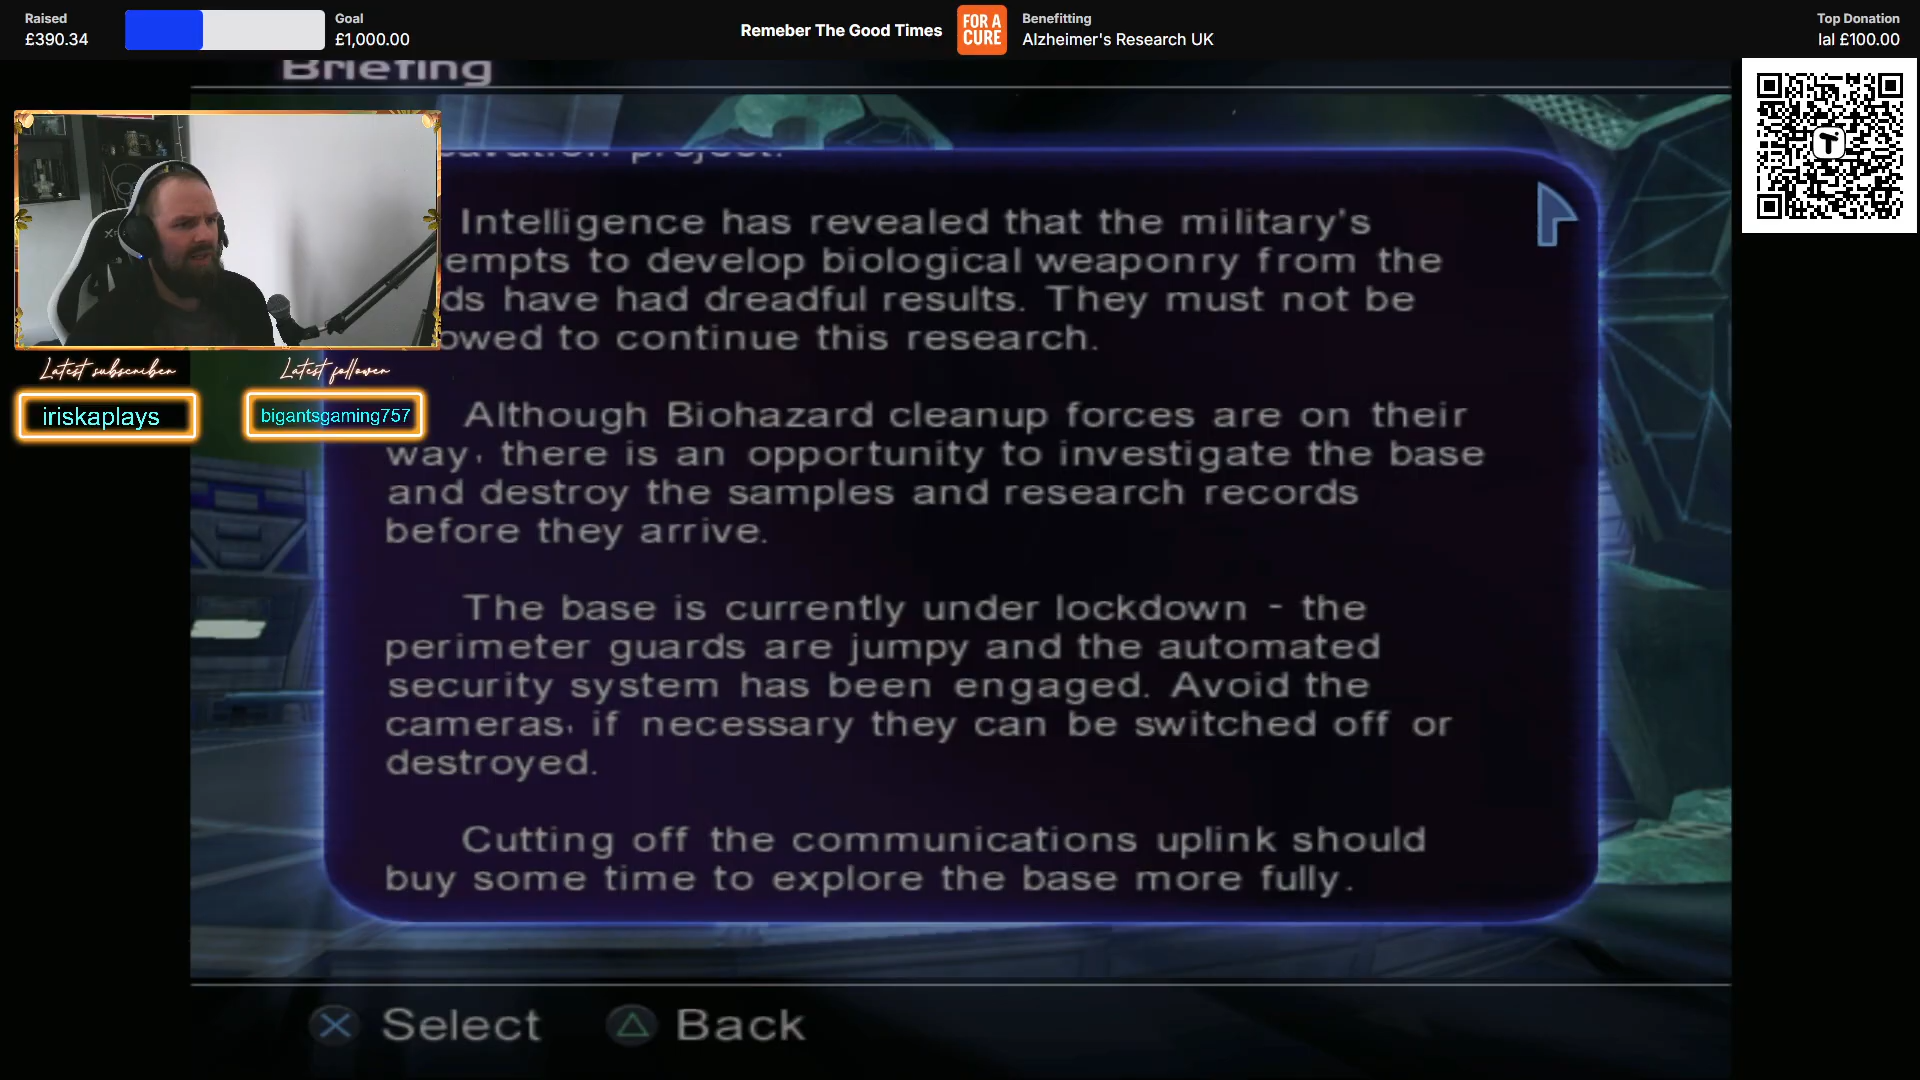 Raised
£390.34
Goal
£1,000.00
Remeber The Good Times
FOR A
CURE
Benefitting
Alzheimer's Research UK
Top Donation
lal £100.00
Briefing
project.
Intelligence has revealed that the military's
empts to develop biological weaponry from the
ds have had dreadful results. They must not be
owed to continue this research.
Although Biohazard cleanup forces are on their
way, there is an opportunity to investigate the base
and destroy the samples and research records
before they arrive.
The base is currently under lockdown - the
perimeter guards are jumpy and the automated
security system has been engaged. Avoid the
cameras, if necessary they can be switched off or
destroyed.
Cutting off the communications uplink should
buy some time to explore the base more fully.
Latest subscriber
iriskaplays
Latest follower
bigantsgaming757
Select
Back